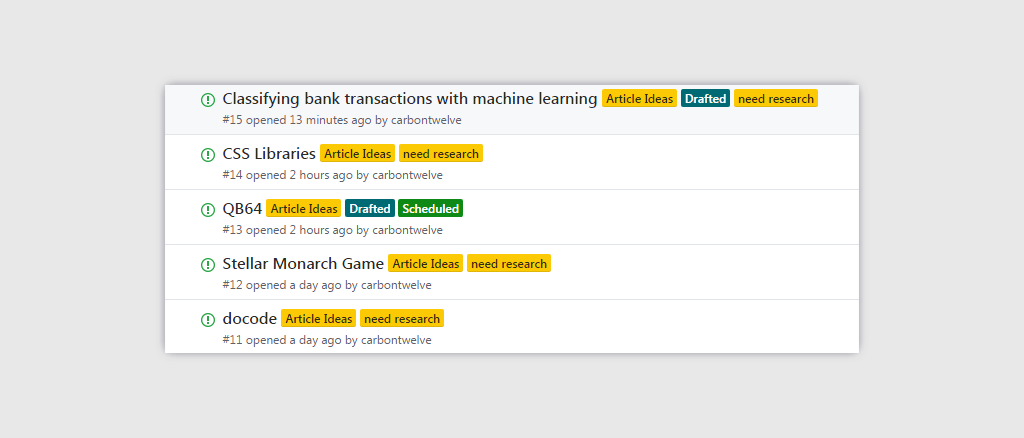 Classifying bank transactions with machine learning Article Ideas Drafted need research
#15 opened 13 minutes ago by carbontwelve
CSS Libraries Article Ideas need research
#14 opened 2 hours ago by carbontwelve
QB64 Article Ideas Drafted Scheduled
#13 opened 2 hours ago by carbontwelve
Stellar Monarch Game Article Ideas need research
#12 opened a day ago by carbontwelve
docode Article Ideas need research
#11 opened a day ago by carbontwelve